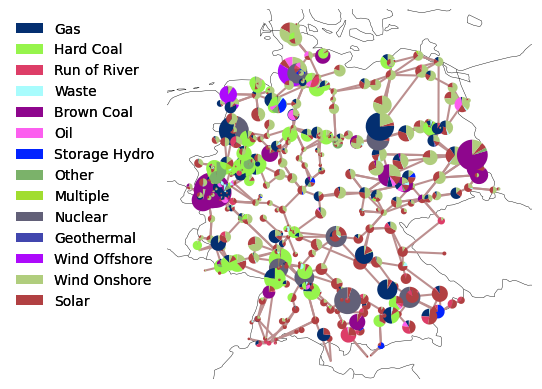 Gas
Hard Coal
Run of River
Waste
Brown Coal
Oil
Storage Hydro
Other
Multiple
Nuclear
Geothermal
Wind Offshore
Wind Onshore
Solar